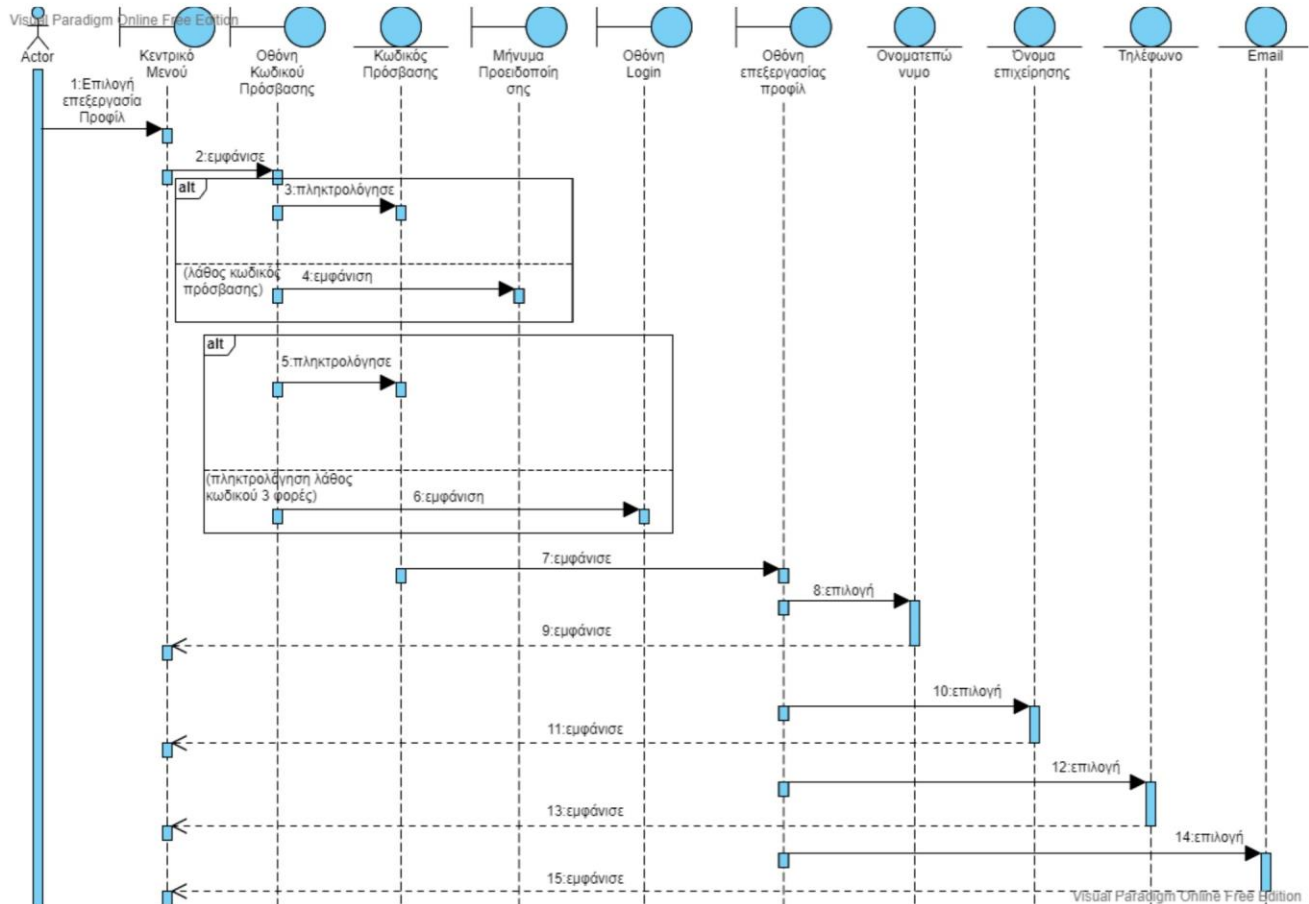 Visual Paradigm Online Free Edition
Actor
Κεντρικό
Μενού
Οθόνη
Κωδικού
Πρόσβασης
Κωδικός
Πρόσβασης
Μήνυμα
Προειδοποίη
σης
Οθόνη
Login
Οθόνη
επεξεργασίας
προφίλ
Ονοματεπώ
νυμο
Όνομα
επιχείρησης
Τηλέφωνο
Email
1:Επιλογή
επεξεργασία
Προφίλ
2:εμφάνισε
alt
3:πληκτρολόγησε
(λάθος κωδικός
πρόσβασης)
4:εμφάνιση
alt
5:πληκτρολόγησε
(πληκτρολόγηση λάθος
κωδικού 3 φορές)
6:εμφάνιση
7:εμφάνισε
8:επιλογή
9:εμφάνισε
10:επιλογή
11:εμφάνισε
12:επιλογή
13:εμφάνισε
14:επιλογή
15:εμφάνισε
Visual Paradigm Online Free Edition